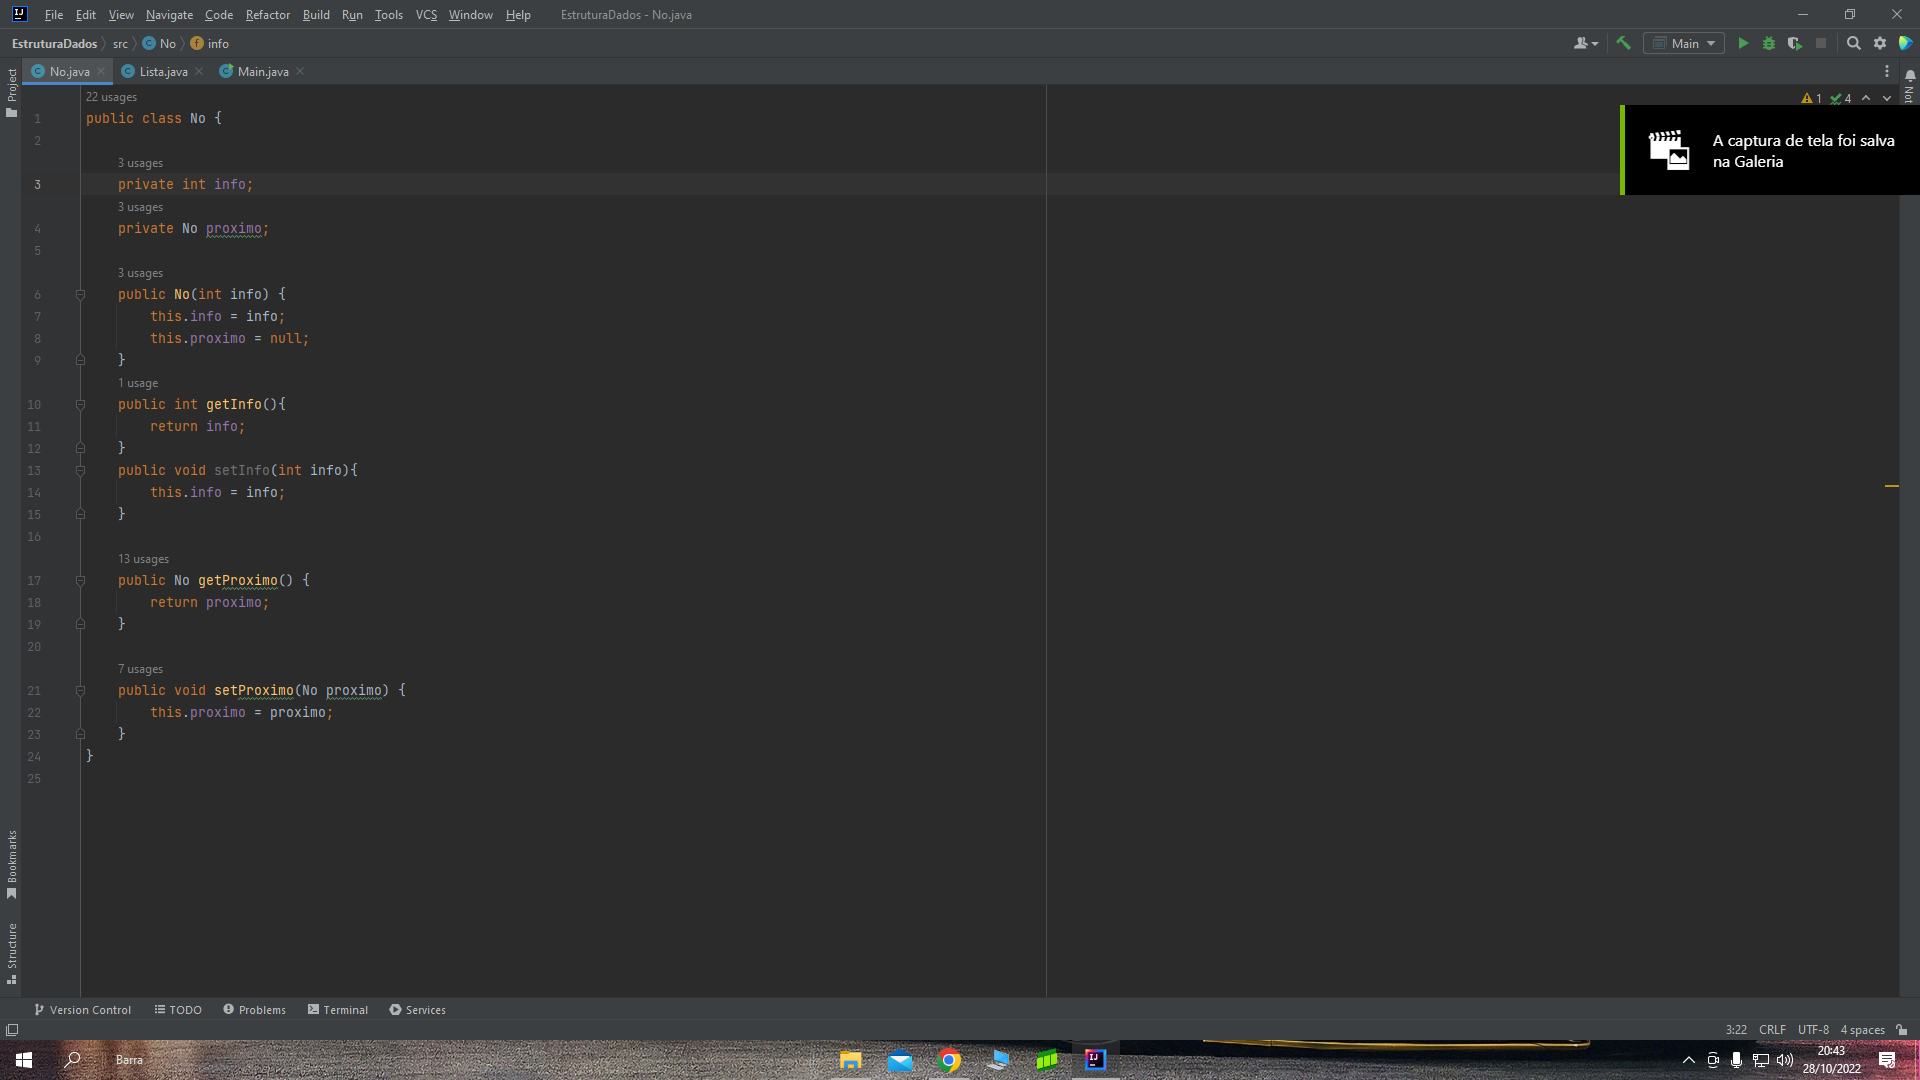 File Edit View Navigate Code Refactor Build Run Tools VCS Window Help EstruturaDados - No.java
EstruturaDados src No info
Main
Project
No.java Lista.java Main.java
Not
22 usages
1 4
1 public class No {
2
A captura de tela foi salva
na Galeria
3 usages
3 private int info;
3 usages
4 private No proximo;
5
3 usages
6 public No(int info) {
7 this.info = info;
8 this.proximo = null;
9 }
1 usage
10 public int getInfo(){
11 return info;
12 }
13 public void setInfo(int info){
14 this.info = info;
15 }
16
13 usages
17 public No getProximo() {
18 return proximo;
19 }
20
7 usages
21 public void setProximo(No proximo) {
22 this.proximo = proximo;
23 }
24 }
25
Bookmarks
Structure
Version Control TODO Problems Terminal Services
3:22 CRLF UTF-8 4 spaces
Barra
20:43
28/10/2022